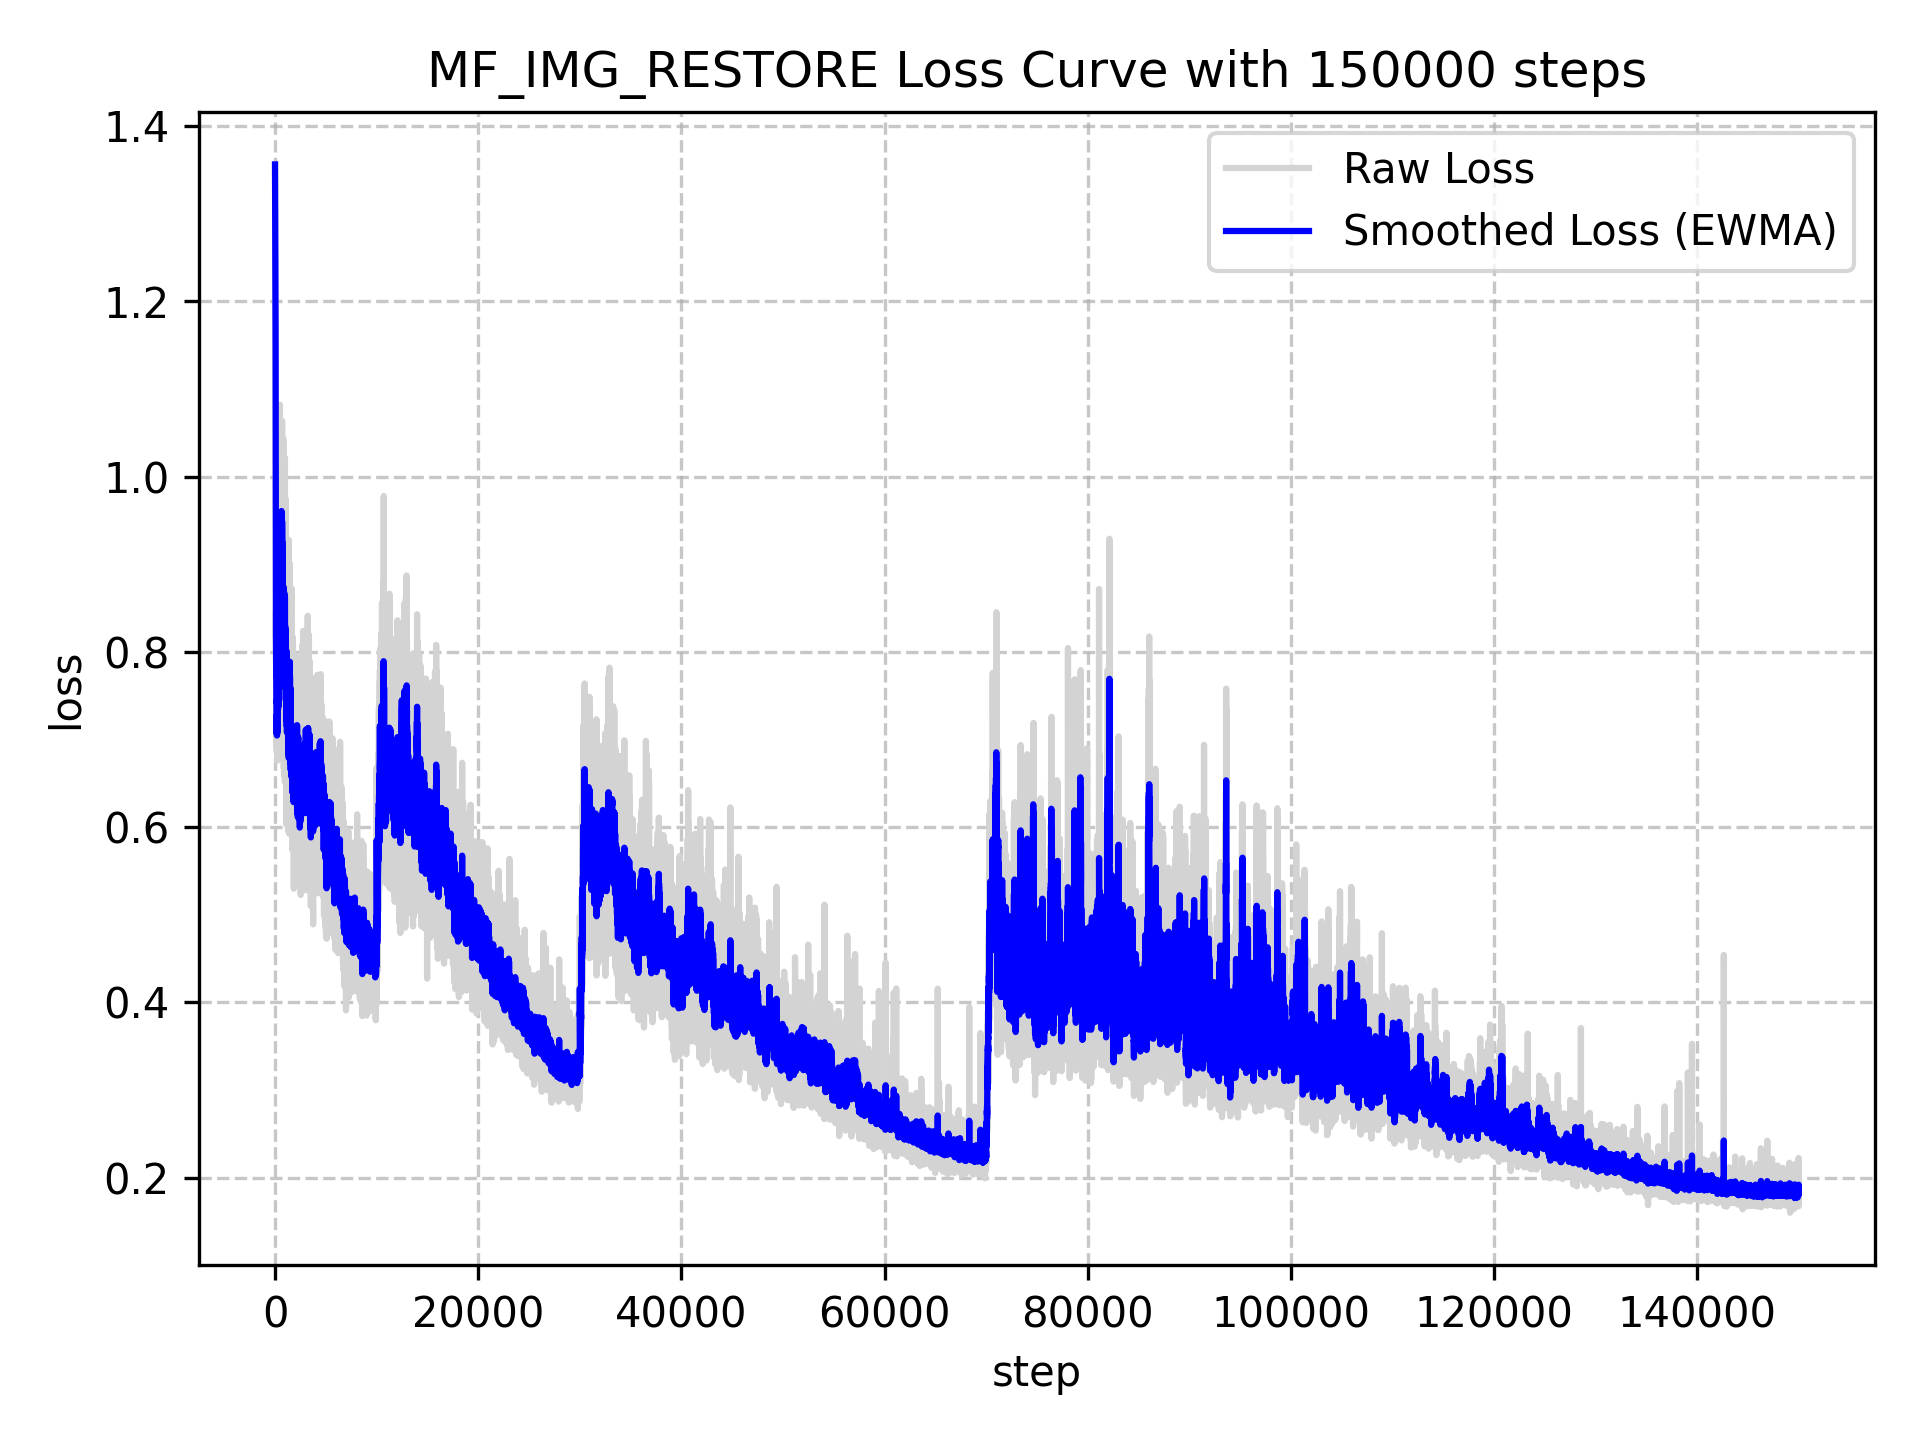 MF_IMG_RESTORE Loss Curve with 150000 steps
Raw Loss
Smoothed Loss (EWMA)
loss
1.4
1.2
1.0
0.8
0.6
0.4
0.2
0 20000 40000 60000 80000 100000 120000 140000
step